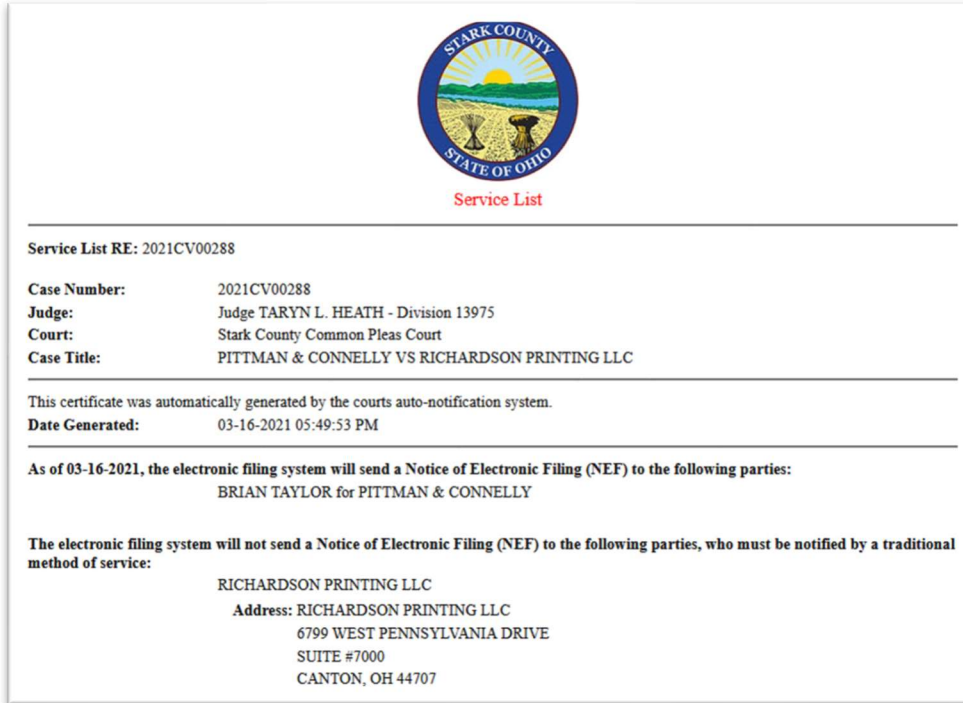 STARK COUNTY
STATE OF OHIO
Service List
Service List RE: 2021CV00288
Case Number: 2021CV00288
Judge: Judge TARYN L. HEATH - Division 13975
Court: Stark County Common Pleas Court
Case Title: PITTMAN & CONNELLY VS RICHARDSON PRINTING LLC
This certificate was automatically generated by the courts auto-notification system.
Date Generated: 03-16-2021 05:49:53 PM
As of 03-16-2021, the electronic filing system will send a Notice of Electronic Filing (NEF) to the following parties:
BRIAN TAYLOR for PITTMAN & CONNELLY
The electronic filing system will not send a Notice of Electronic Filing (NEF) to the following parties, who must be notified by a traditional
method of service:
RICHARDSON PRINTING LLC
Address: RICHARDSON PRINTING LLC
6799 WEST PENNSYLVANIA DRIVE
SUITE #7000
CANTON, OH 44707